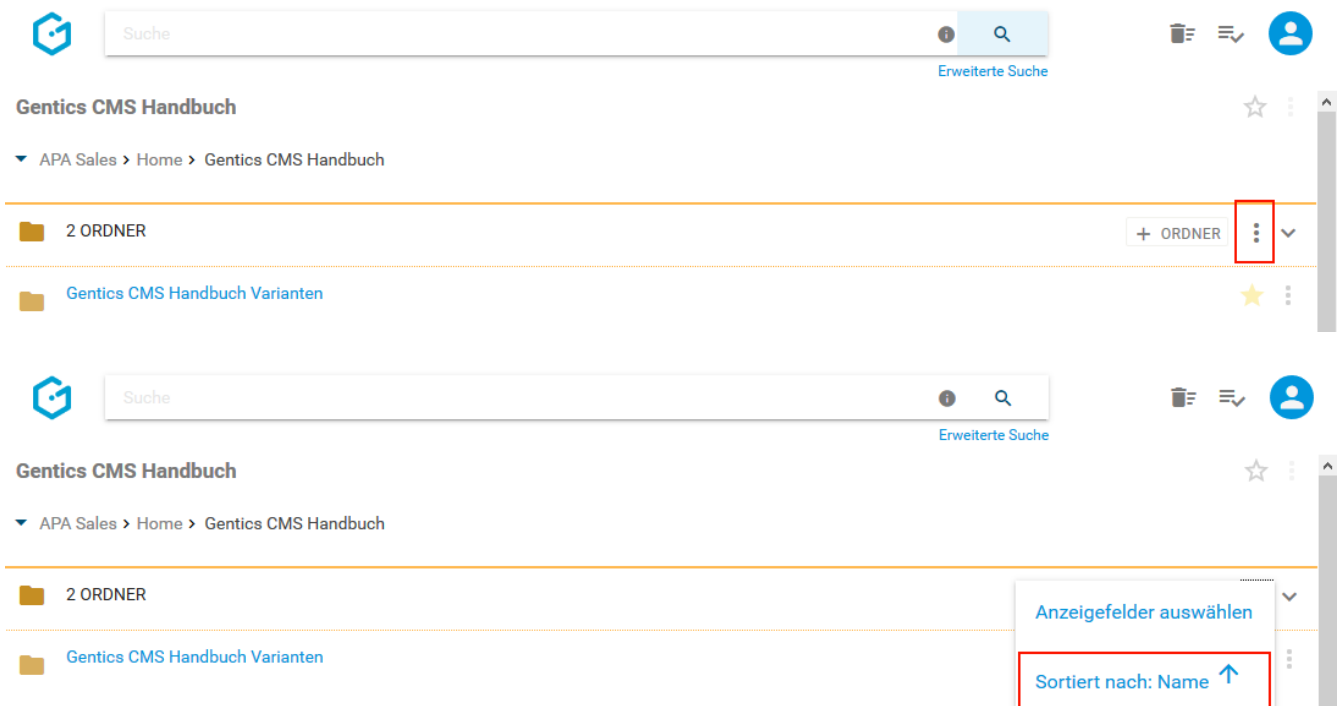 Suche
Erweiterte Suche
Gentics CMS Handbuch
APA Sales > Home > Gentics CMS Handbuch
2 ORDNER + ORDNER
Gentics CMS Handbuch Varianten
Suche
Erweiterte Suche
Gentics CMS Handbuch
APA Sales > Home > Gentics CMS Handbuch
2 ORDNER
Anzeigefelder auswählen
Gentics CMS Handbuch Varianten
Sortiert nach: Name